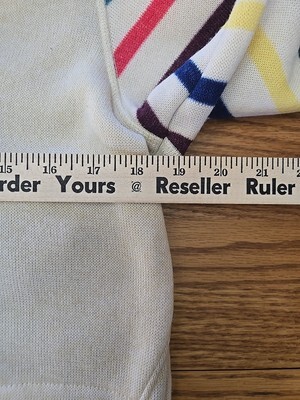 15 16 17 18 19 20 21
rder Yours @ Reseller Ruler